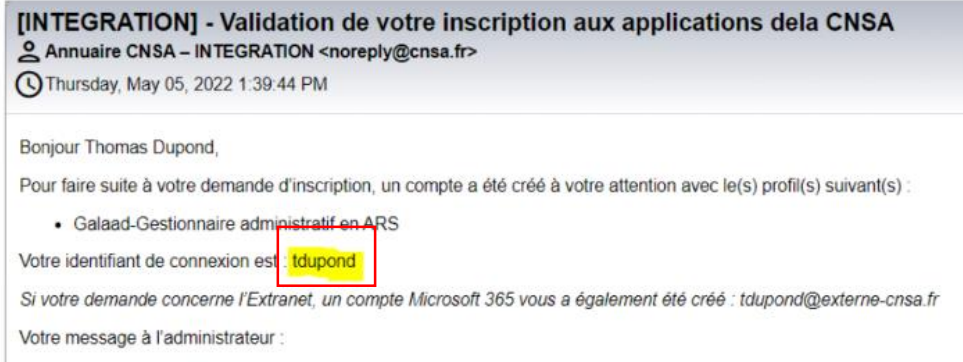 [INTEGRATION] - Validation de votre inscription aux applications dela CNSA
Annuaire CNSA – INTEGRATION <noreply@cnsa.fr>
Thursday, May 05, 2022 1:39:44 PM
Bonjour Thomas Dupond,
Pour faire suite à votre demande d'inscription, un compte a été créé à votre attention avec le(s) profil(s) suivant(s) :
• Galaad-Gestionnaire administratif en ARS
Votre identifiant de connexion est : tdupond
Si votre demande concerne l'Extranet, un compte Microsoft 365 vous a également été créé : tdupond@externe-cnsa.fr
Votre message à l'administrateur :